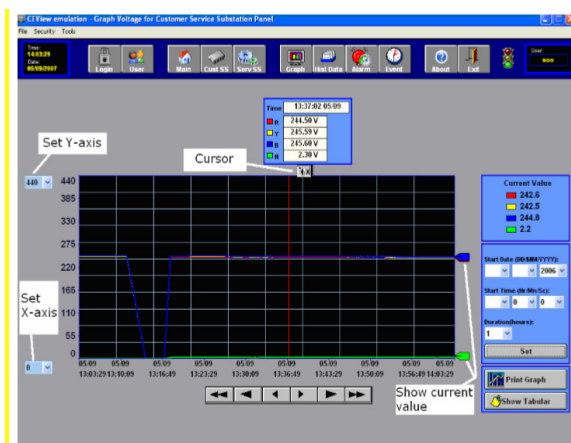 CIView emulation - Graph Voltage for Customer Service Substation Panel
File Security Tools
Time:
14:03:29
Date:
05/09/2007
Login
User
Main
Cust SS
Serv SS
Graph
Hist Data
Alarm
Event
About
Exit
User:
Time 13:37:02 05/09
R 244.50 V
Y 245.59 V
B 245.60 V
N 2.30 V
Set Y-axis
Cursor
440
440
385
330
275
220
165
110
55
0
Set
X-axis
0
05/09 05/09 05/09 05/09 05/09 05/09 05/09 05/09 05/09 05/09
13:03:29 13:10:09 13:16:49 13:23:29 13:30:09 13:36:49 13:43:29 13:50:09 13:56:49 14:03:29
Current Value
242.6
242.5
244.8
2.2
Start Date (DD/MM/YYYY):
2006
Start Time (Hr/Mn/Sc):
0 0
Duration(hours):
1
Set
Show current
value
Print Graph
Show Tabular